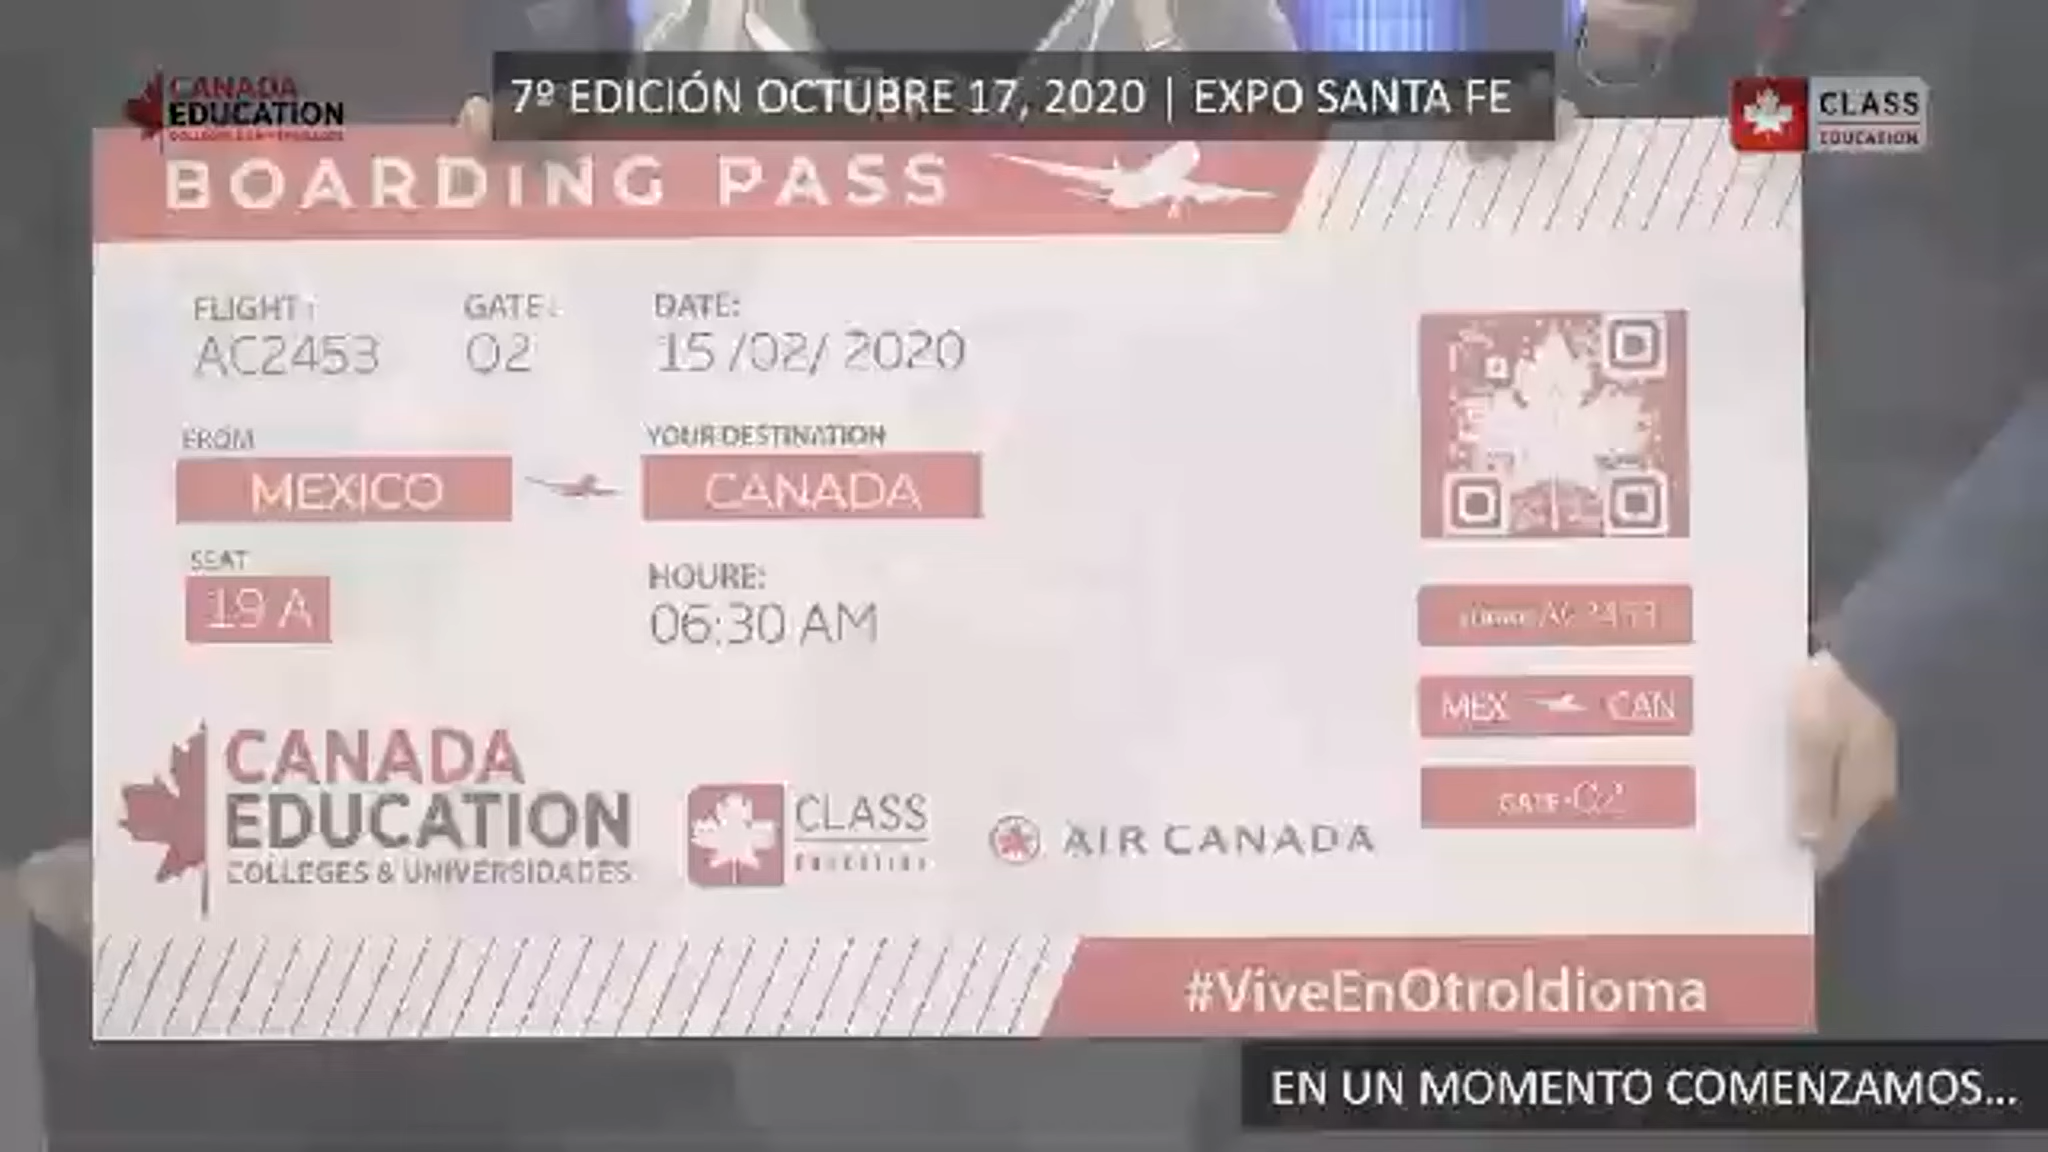 7º EDICIÓN OCTUBRE 17, 2020 | EXPO SANTA FE
CANADA
EDUCATION
CLASS
EDUCATION
BOARDING PASS
FLIGHT:
GATE:
DATE:
AC2453
02
15/02/2020
FROM
YOUR DESTINATION
MEXICO
CANADA
SEAT
HOURE:
19 A
06:30 AM
MEX
CAN
GATE:02
CANADA
EDUCATION
COLLEGES & UNIVERSIDADES
CLASS
EDUCATION
AIR CANADA
#ViveEnOtroIdioma
EN UN MOMENTO COMENZAMOS...